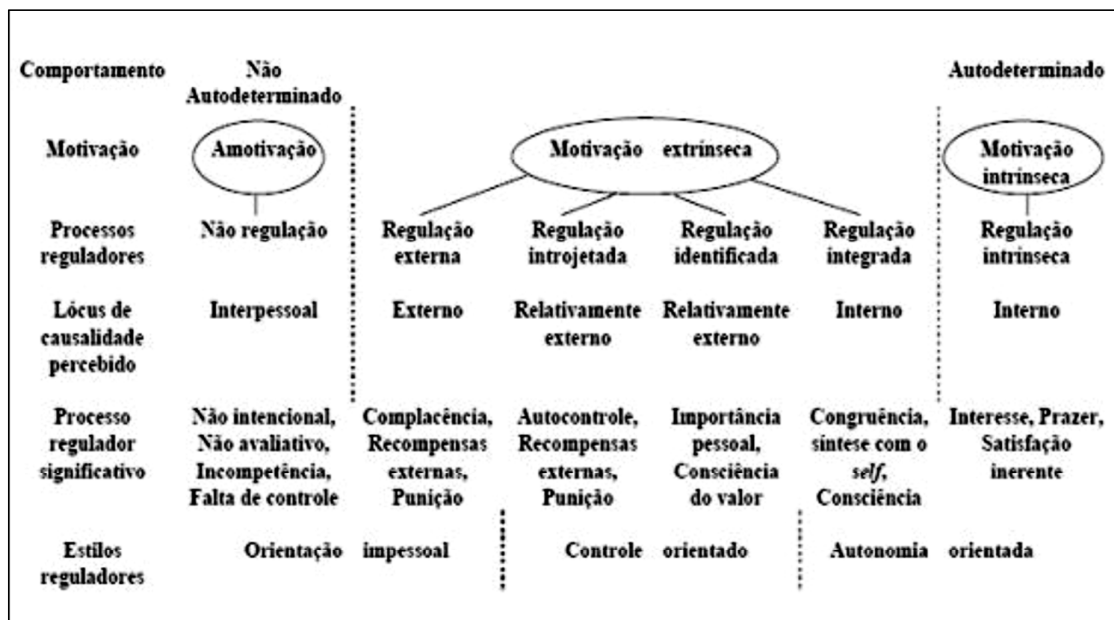 Comportamento Não Autodeterminado
Autodeterminado
Motivação Amotivação Motivação extrínseca Motivação intrínseca
Processos reguladores
Não regulação
Regulação externa
Regulação introjetada
Regulação identificada
Regulação integrada
Regulação intrínseca
Lócus de causalidade percebido
Interpessoal
Externo
Relativamente externo
Relativamente externo
Interno
Interno
Processo regulador significativo
Não intencional, Não avaliativo, Incompetência, Falta de controle
Complacência, Recompensas externas, Punição
Autocontrole, Recompensas externas, Punição
Importância pessoal, Consciência do valor
Congruência, síntese com o self, Consciência
Interesse, Prazer, Satisfação inerente
Estilos reguladores
Orientação impessoal
Controle orientado
Autonomia orientada